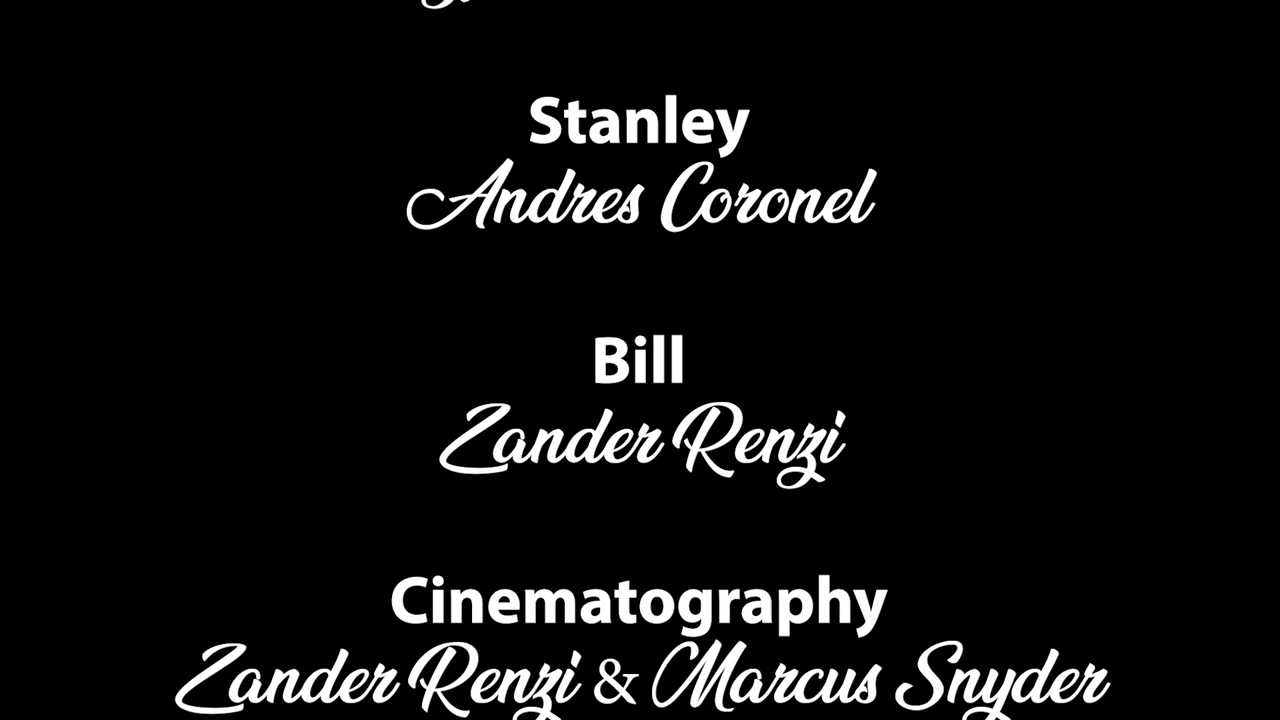 Stanley
Andres Coronel
Bill
Zander Renzi
Cinematography
Zander Renzi & Marcus Snyder